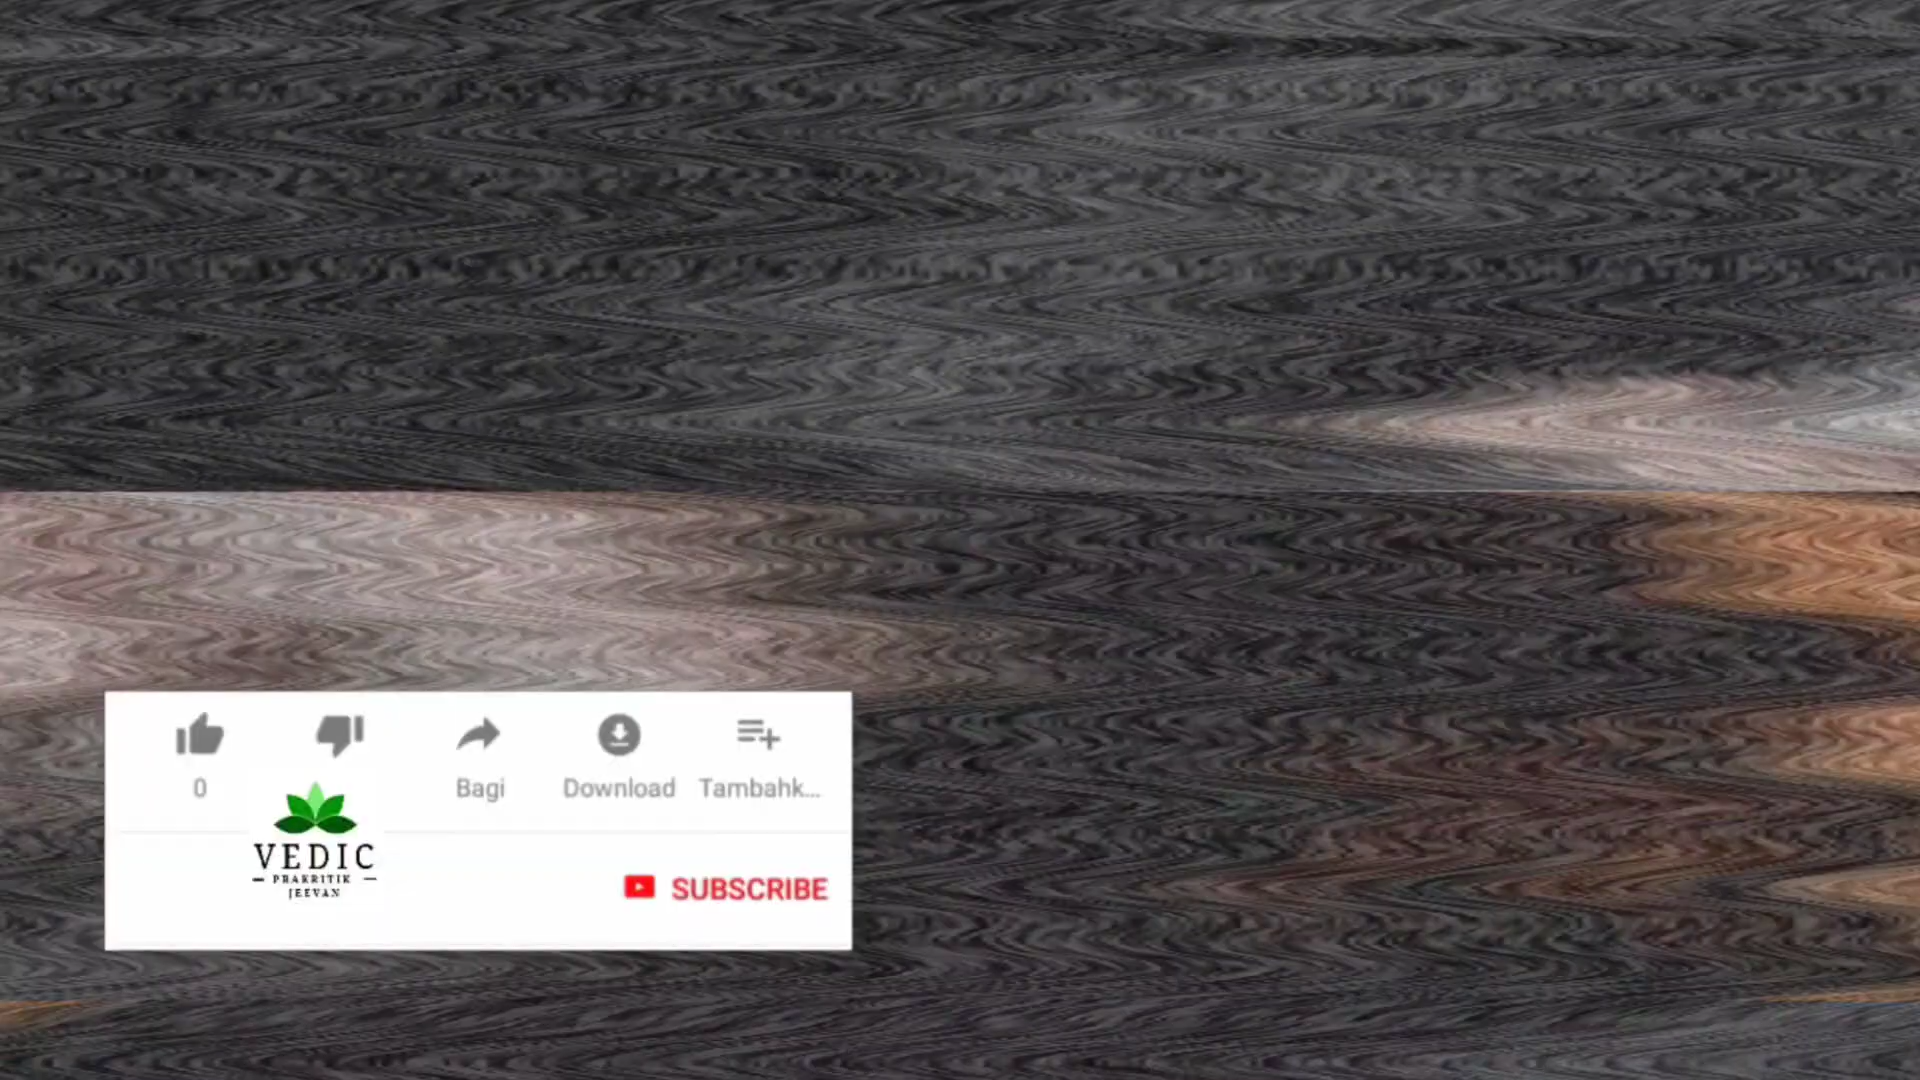 0
Bagi
Download
Tambahk...
VEDIC
PRAKRITIK
JEEVAN
SUBSCRIBE